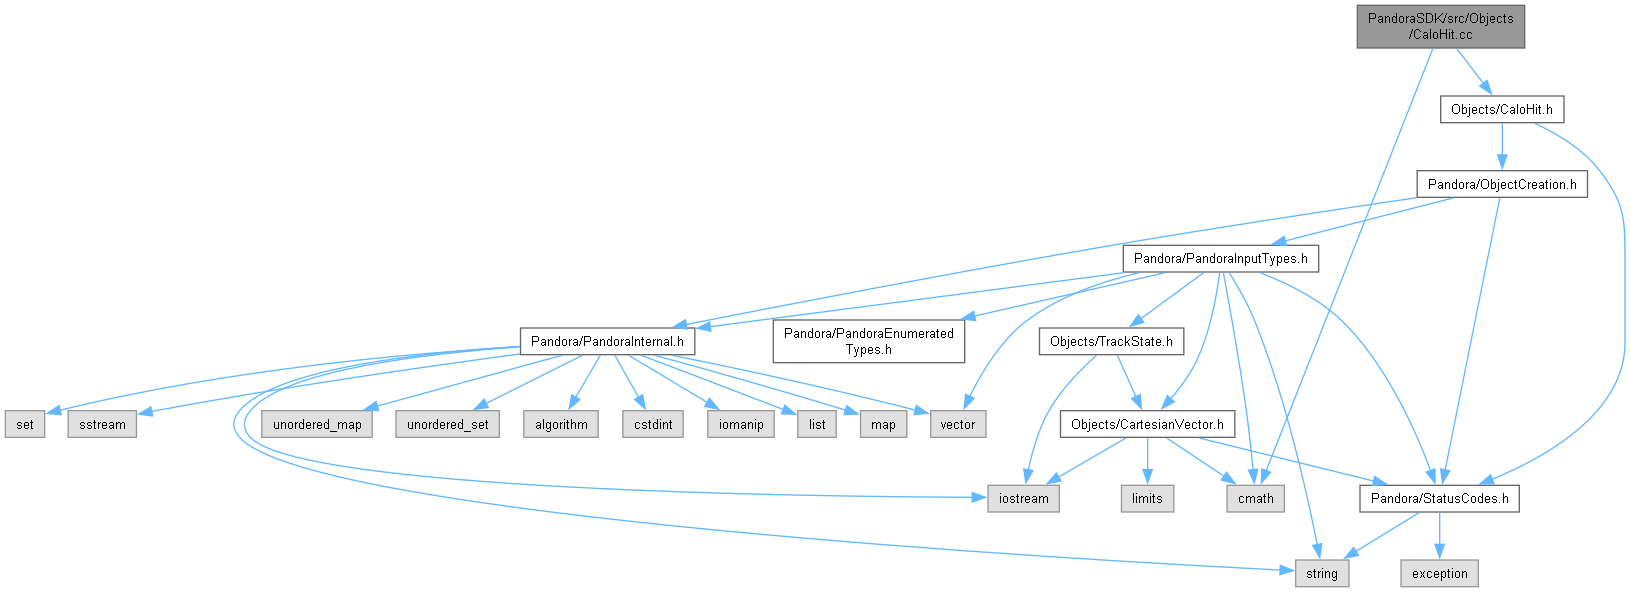 PandoraSDK/src/Objects
/CaloHit.cc
Objects/CaloHit.h
Pandora/ObjectCreation.h
Pandora/PandoraInputTypes.h
Pandora/PandoraInternal.h
Pandora/PandoraEnumerated
Types.h
Objects/TrackState.h
set
sstream
unordered_map
unordered_set
algorithm
cstdint
iomanip
list
map
vector
Objects/CartesianVector.h
iostream
limits
cmath
Pandora/StatusCodes.h
string
exception